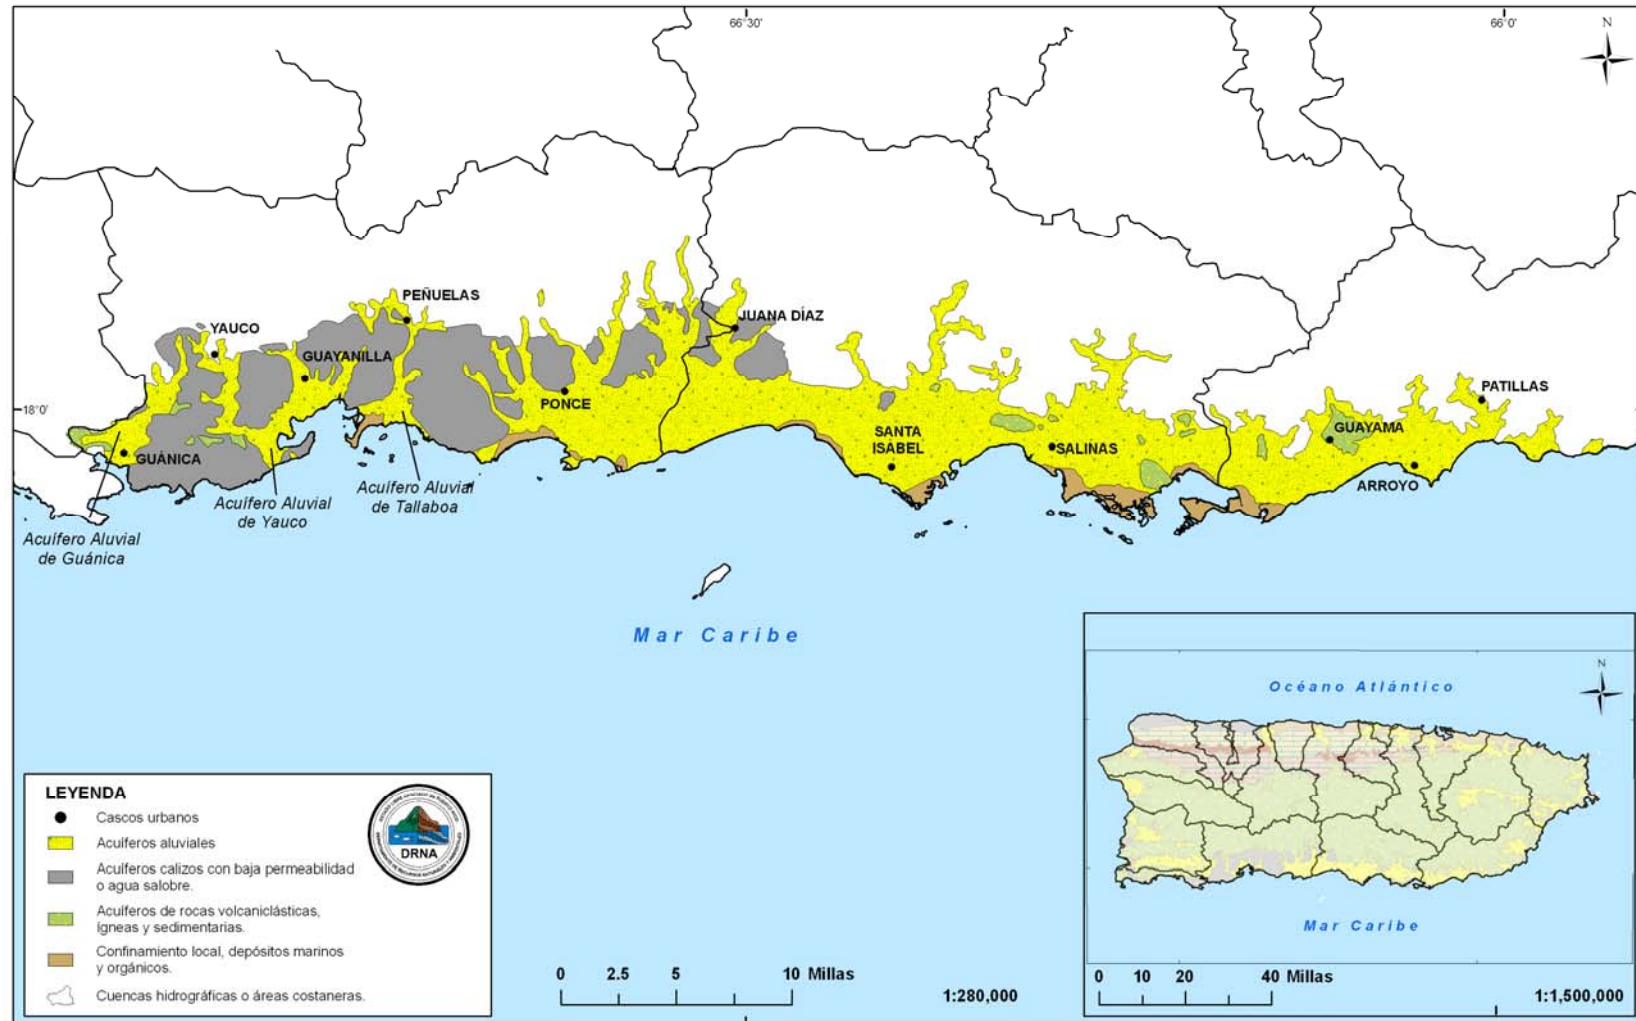 66°30'
66°0'
N
PEÑUELAS
YAUCO
JUANA DÍAZ
GUAYANILLA
PATILLAS
18°0'
PONCE
GUAYAMA
SANTA
ISABEL
SALINAS
GUÁNICA
ARROYO
Acuífero Aluvial
de Tallaboa
Acuífero Aluvial
de Yauco
Acuífero Aluvial
de Guánica
Mar Caribe
N
Océano Atlántico
Mar Caribe
LEYENDA
Cascos urbanos
Acuíferos aluviales
Acuíferos calizos con baja permeabilidad
o agua salobre.
Acuíferos de rocas volcaniclásticas,
ígneas y sedimentarias.
Confinamiento local, depósitos marinos
y orgánicos.
Cuencas hidrográficas o áreas costaneras.
DRNA
0 2.5 5 10 Millas
1:280,000
0 10 20 40 Millas
1:1,500,000